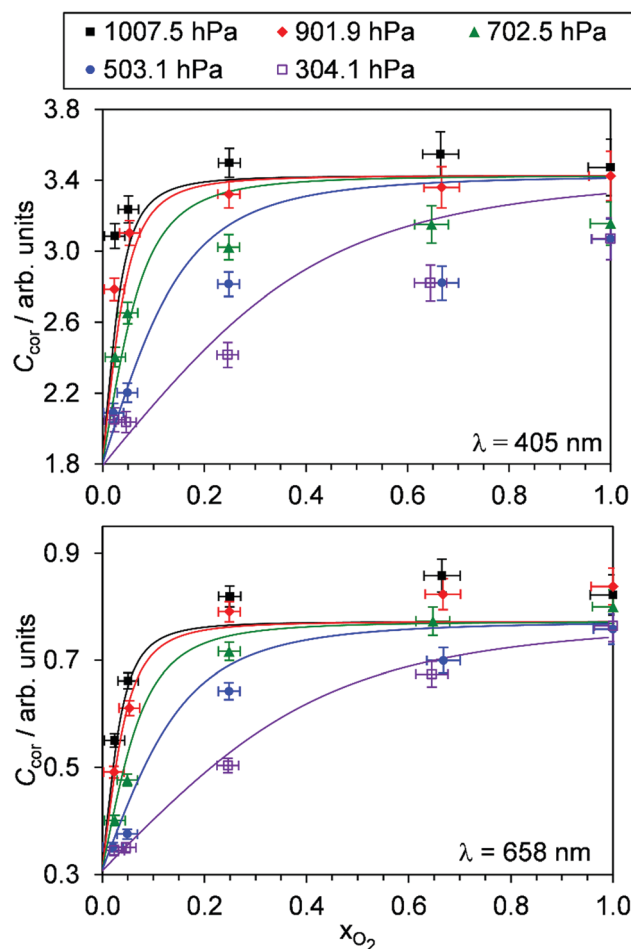 1007.5 hPa 901.9 hPa 702.5 hPa
503.1 hPa 304.1 hPa
3.8
3.4
3.0
2.6
2.2
1.8
C_cor / arb. units
λ = 405 nm
0.0 0.2 0.4 0.6 0.8 1.0
0.9
0.7
0.5
0.3
C_cor / arb. units
λ = 658 nm
0.0 0.2 0.4 0.6 0.8 1.0
x_O₂